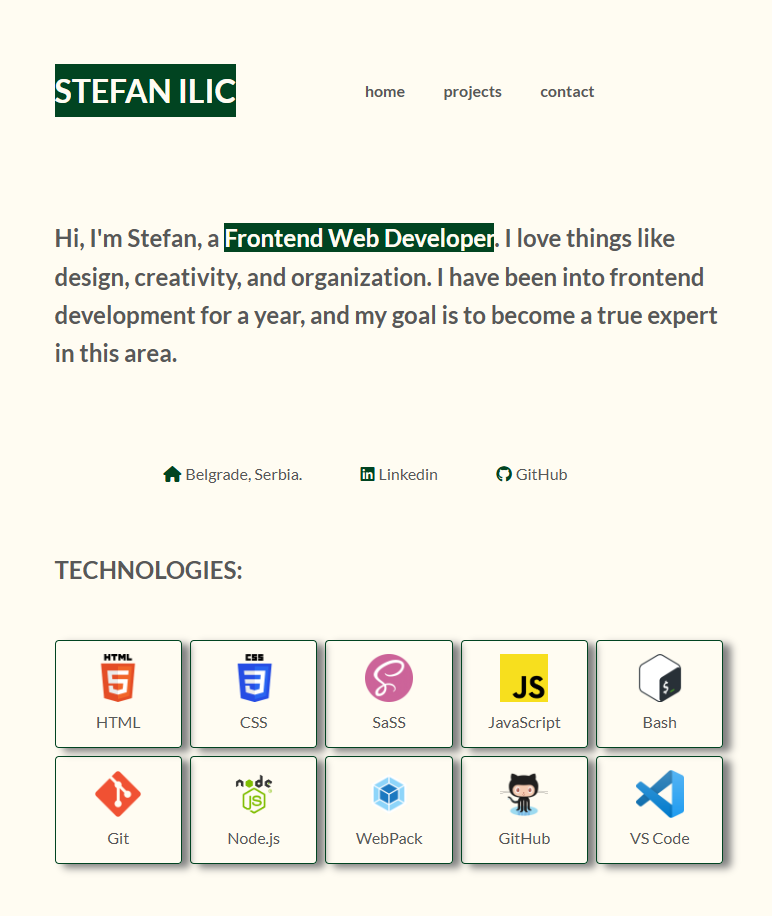 STEFAN ILIC
home projects contact
Hi, I'm Stefan, a Frontend Web Developer. I love things like
design, creativity, and organization. I have been into frontend
development for a year, and my goal is to become a true expert
in this area.
Belgrade, Serbia. Linkedin GitHub
TECHNOLOGIES:
HTML CSS JS $_
5 3
HTML CSS SaSS JavaScript Bash
node
JS
Git Node.js WebPack GitHub VS Code